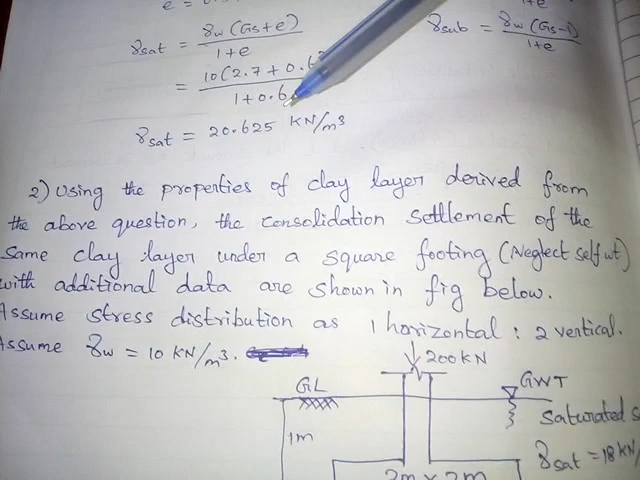 e =
γsat = γw (Gs+e) / 1+e
γsub = γw (Gs-1) / 1+e
= 10(2.7 + 0.6 / 1+0.6
γsat = 20.625 KN/m³
2) Using the properties of clay layer derived from
the above question, the consolidation settlement of the
same clay layer under a square footing (Neglect self wt)
with additional data are shown in fig below.
Assume stress distribution as 1 horizontal : 2 vertical.
Assume γw = 10 KN/m³.
200KN
GL
GWT
Saturated
1m
γsat = 18 KN/
2m x 2m